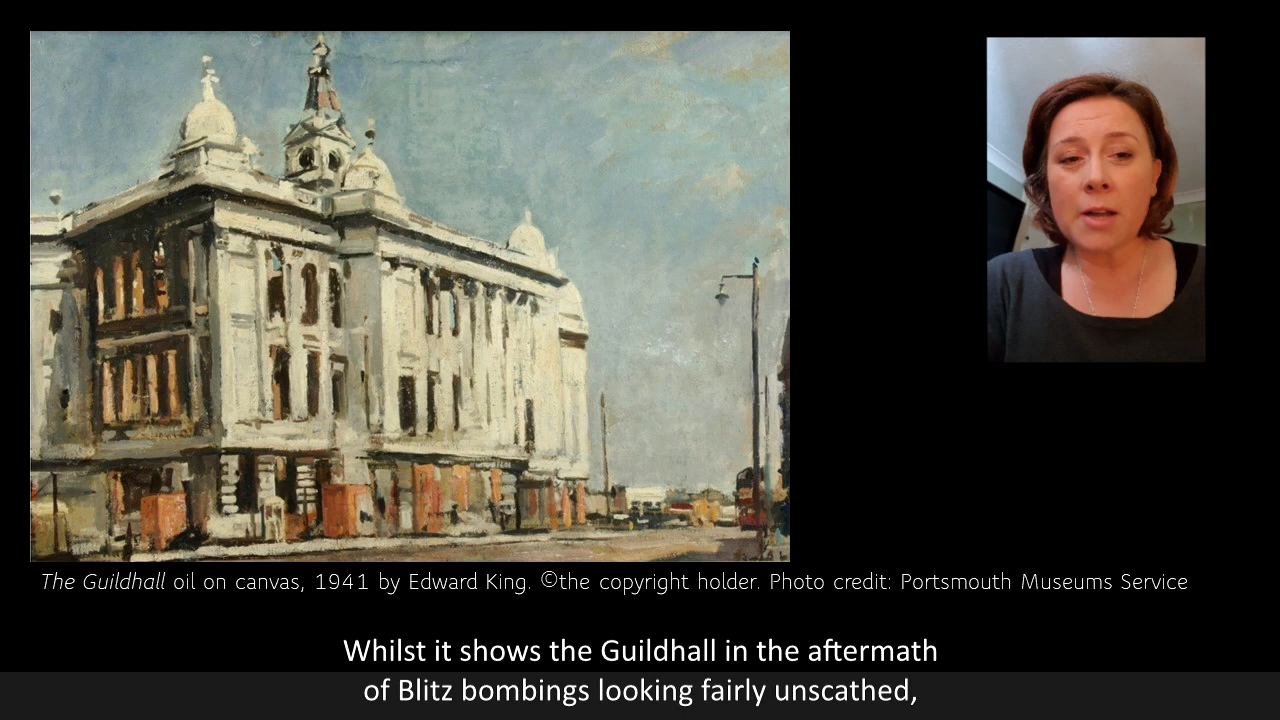 The Guildhall oil on canvas, 1941 by Edward King. ©the copyright holder. Photo credit: Portsmouth Museums Service
Whilst it shows the Guildhall in the aftermath
of Blitz bombings looking fairly unscathed,